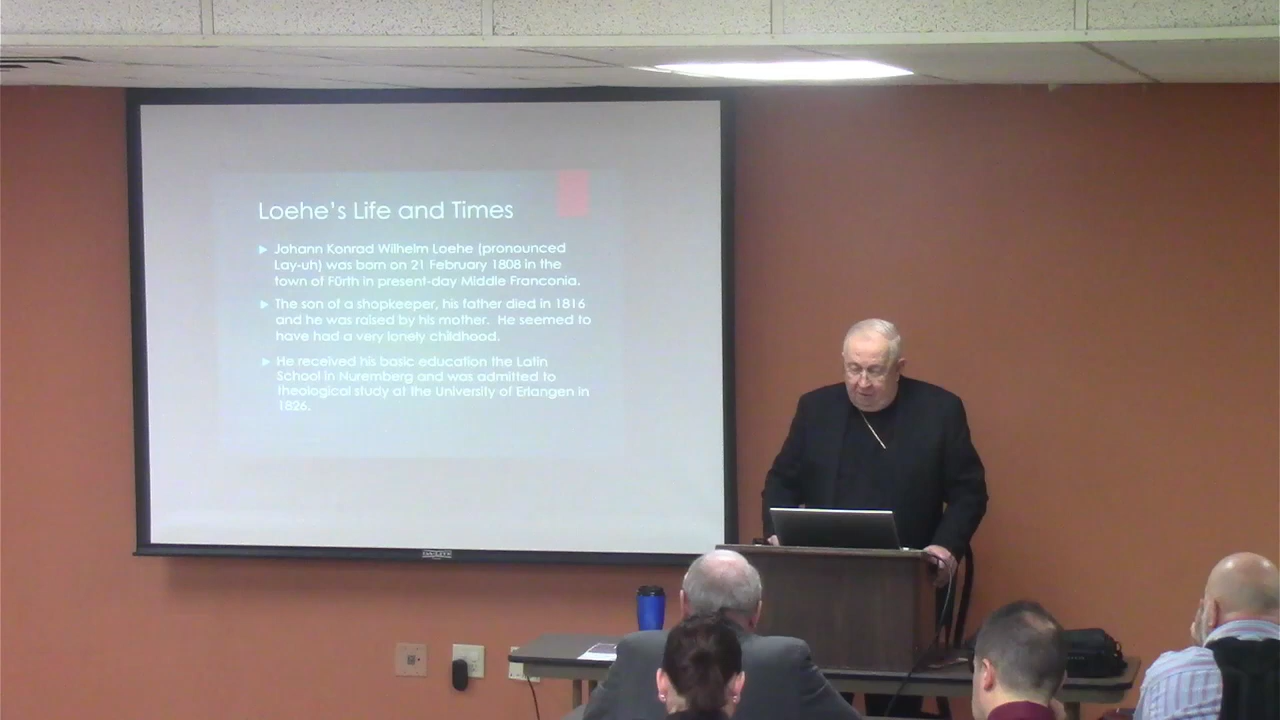 Loehe's Life and Times
Johann Konrad Wilhelm Loehe (pronounced
Lay-uh) was born on 21 February 1808 in the
town of Fürth in present-day Middle Franconia.
The son of a shopkeeper, his father died in 1816
and he was raised by his mother. He seemed to
have had a very lonely childhood.
He received his basic education the Latin
School in Nuremberg and was admitted to
theological study at the University of Erlangen in
1826.